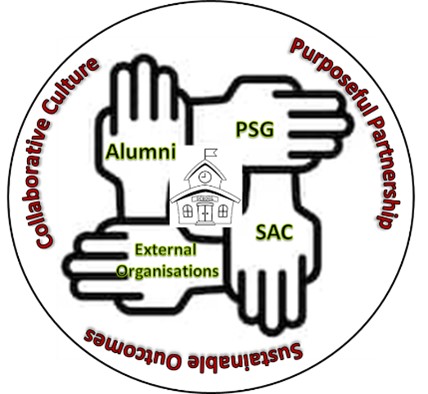 Collaborative Culture
Purposeful Partnership
Alumni
PSG
SAC
External
Organisations
Sustainable Outcomes